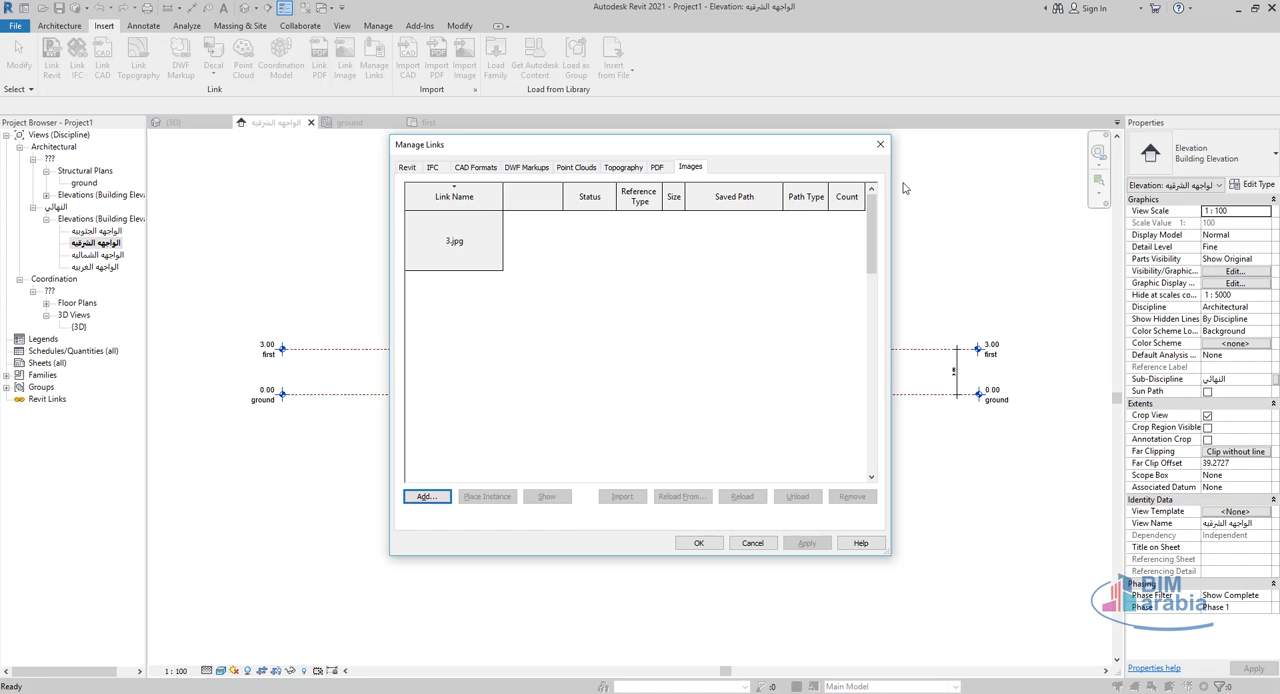 Autodesk Revit 2021 - Project1 - Elevation: الواجهه الشرقيه
Sign In
File Architecture Insert Annotate Analyze Massing & Site Collaborate View Manage Add-Ins Modify
Modify
Link Revit
Link IFC
Link CAD
Link Topography
DWF Markup
Decal
Point Cloud
Coordination Model
Link PDF
Link Image
Manage Links
Import CAD
Import PDF
Import Image
Load Family
Get Autodesk Content
Load as Group
Insert from File
Select Link Import Load from Library
Project Browser - Project1
Views (Discipline)
Architectural
???
Structural Plans
ground
Elevations (Building Eleva
النهائي
Elevations (Building Eleva
الواجهه الجنوبيه
الواجهه الشرقيه
الواجهه الشماليه
الواجهه الغربيه
Coordination
???
Floor Plans
3D Views
{3D}
Legends
Schedules/Quantities (all)
Sheets (all)
Families
Groups
Revit Links
{3D}
الواجهه الشرقيه
ground
first
Manage Links
Revit IFC CAD Formats DWF Markups Point Clouds Topography PDF Images
Link Name Status Reference Type Size Saved Path Path Type Count
3.jpg
Add... Place Instance Show Import Reload From... Reload Unload Remove
OK Cancel Apply Help
3.00
first
0.00
ground
3.00
first
0.00
ground
Properties
Elevation
Building Elevation
Elevation: الواجهه الشرقيه Edit Type
Graphics
View Scale 1 : 100
Scale Value 1: 100
Display Model Normal
Detail Level Fine
Parts Visibility Show Original
Visibility/Graphic... Edit...
Graphic Display ... Edit...
Hide at scales co... 1 : 5000
Discipline Architectural
Show Hidden Lines By Discipline
Color Scheme Lo... Background
Color Scheme <none>
Default Analysis ... None
Reference Label
Sub-Discipline النهائي
Sun Path
Extents
Crop View
Crop Region Visible
Annotation Crop
Far Clipping Clip without line
Far Clip Offset 39.2727
Scope Box None
Associated Datum None
Identity Data
View Template <None>
View Name الواجهه الشرقيه
Dependency Independent
Title on Sheet
Referencing Sheet
Referencing Detail
Phasing
Phase Filter Show Complete
Phase Phase 1
BIM
arabia
Properties help Apply
1 : 100
Ready
:0
Main Model
:0